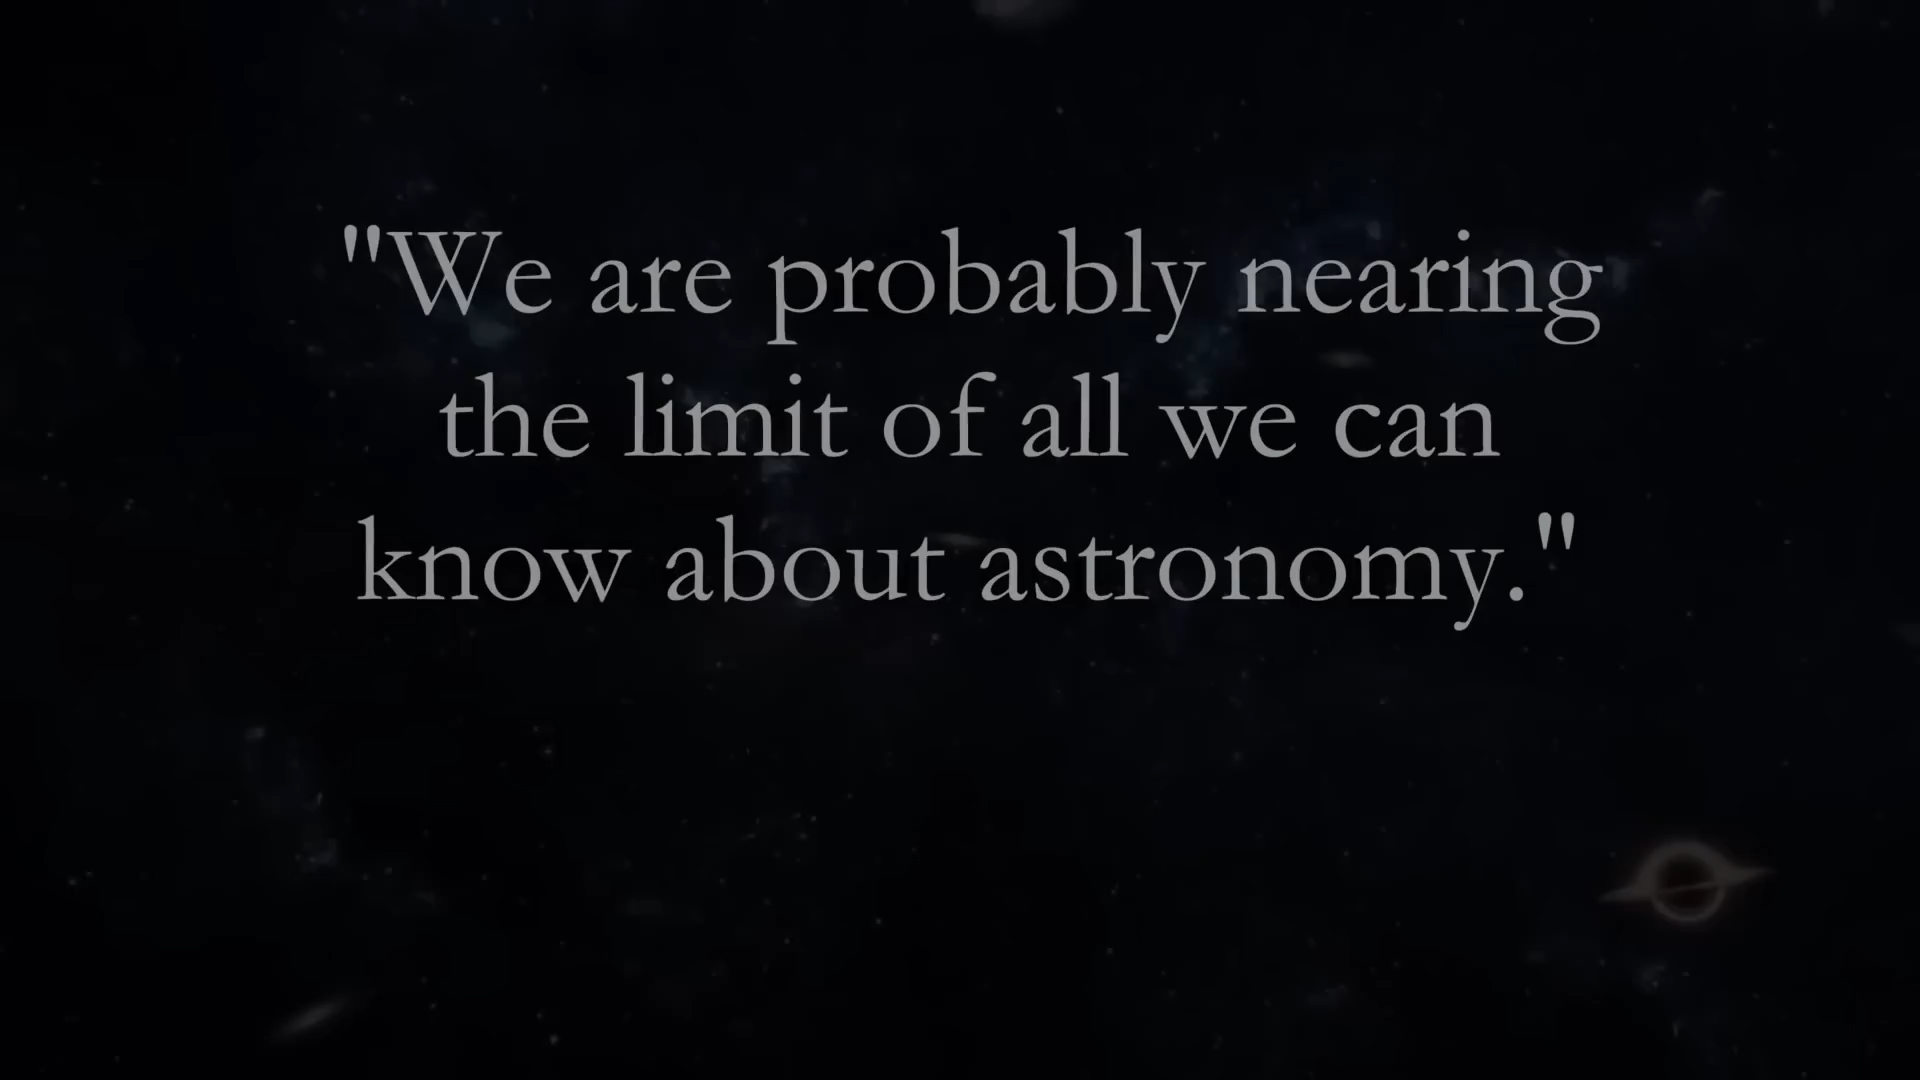 "We are probably nearing
the limit of all we can
know about astronomy."